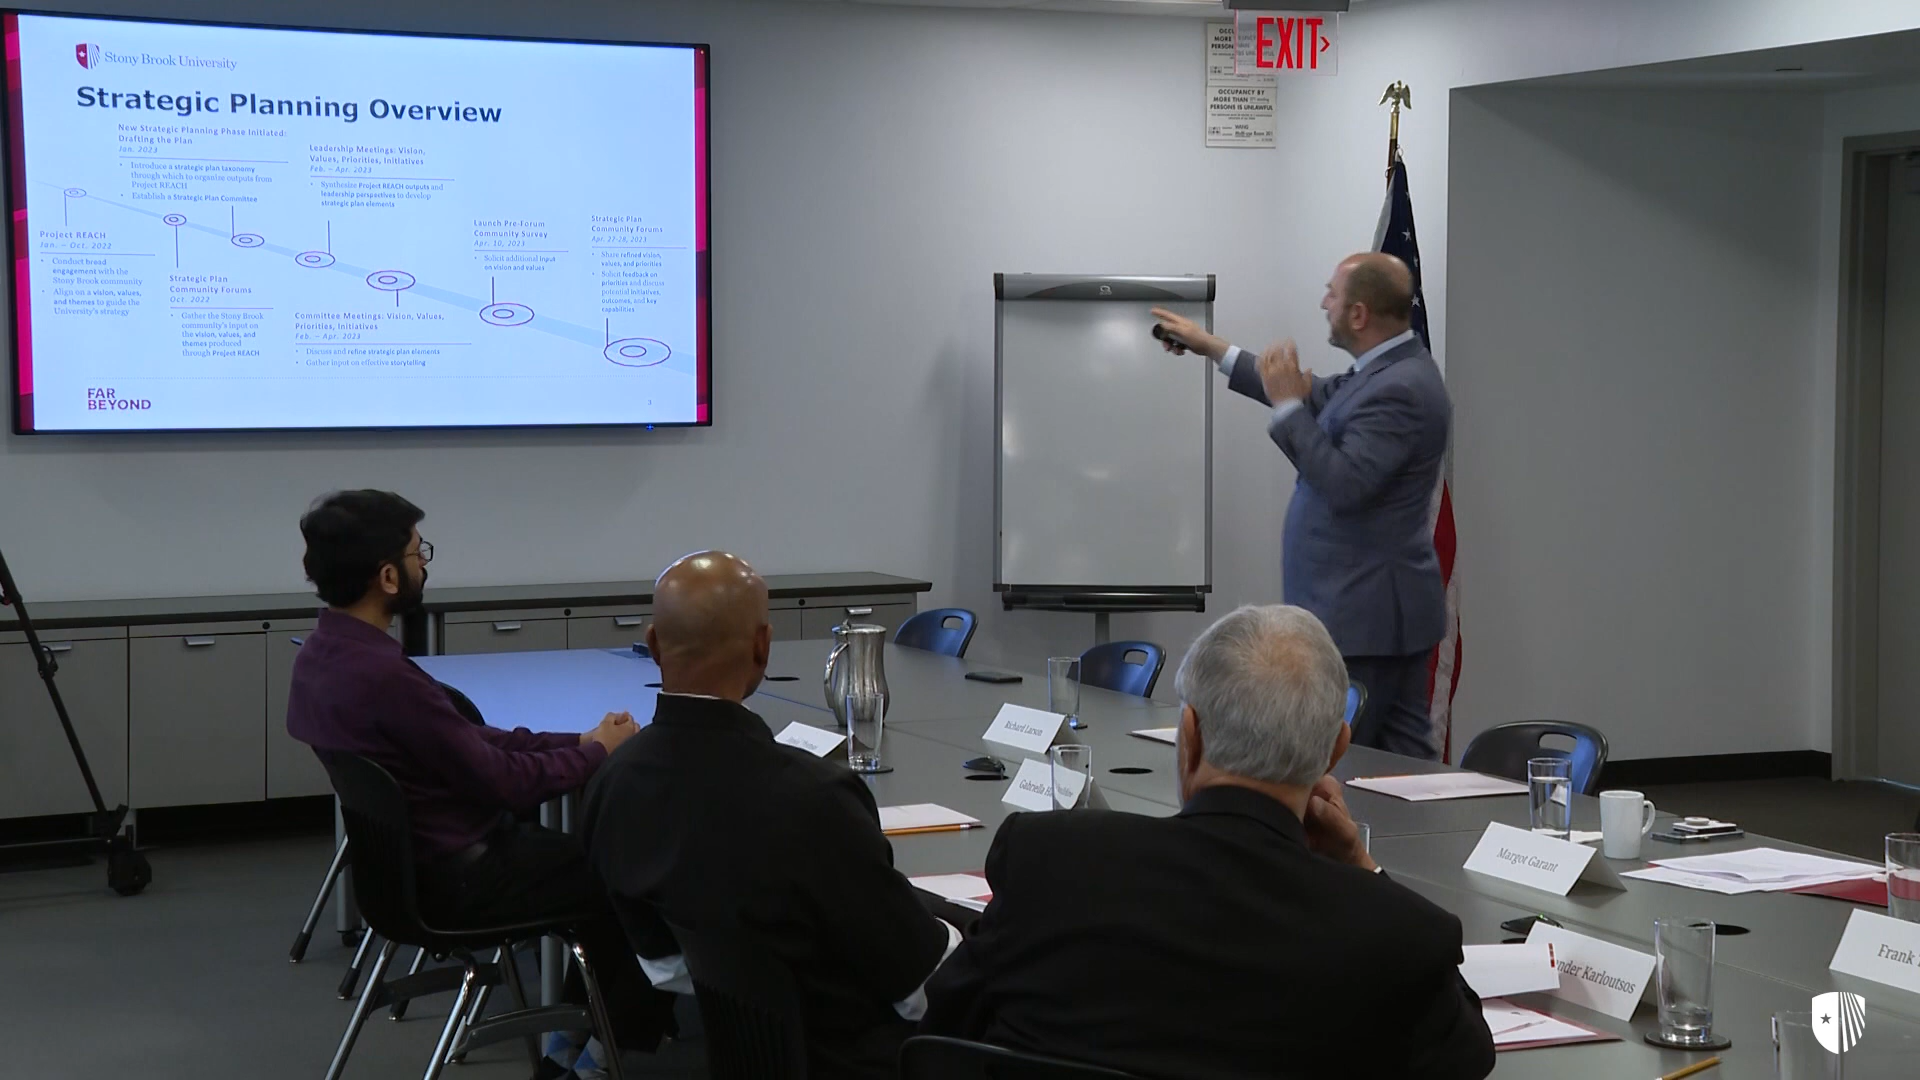 Stony Brook University
Strategic Planning Overview
New Strategic Planning Phase Initiated:
Drafting the Plan
Jan. 2023
• Introduce a strategic plan taxonomy
through which to organize outputs from
Project REACH
• Establish a Strategic Plan Committee
Leadership Meetings: Vision,
Values, Priorities, Initiatives
Feb. – Apr. 2023
• Synthesize Project REACH outputs and
leadership perspectives to develop
strategic plan elements
Launch Pre-Forum
Community Survey
Apr. 10, 2023
• Solicit additional input
on vision and values
Strategic Plan
Community Forums
Apr. 27-28, 2023
• Share refined vision,
values, and priorities
• Solicit feedback on
priorities and discuss
potential initiatives,
outcomes, and key
capabilities
Project REACH
Jan. – Oct. 2022
• Conduct broad
engagement with the
Stony Brook community
• Align on a vision, values,
and themes to guide the
University's strategy
Strategic Plan
Community Forums
Oct. 2022
• Gather the Stony Brook
community's input on
the vision, values, and
themes produced
through Project REACH
Committee Meetings: Vision, Values,
Priorities, Initiatives
Feb. – Apr. 2023
• Discuss and refine strategic plan elements
• Gather input on effective storytelling
FAR
BEYOND
3
EXIT
OCCUPANCY BY
MORE THAN
PERSONS IS UNLAWFUL
Richard Larson
Gabriella
Margot Garant
nder Karloutsos
Frank